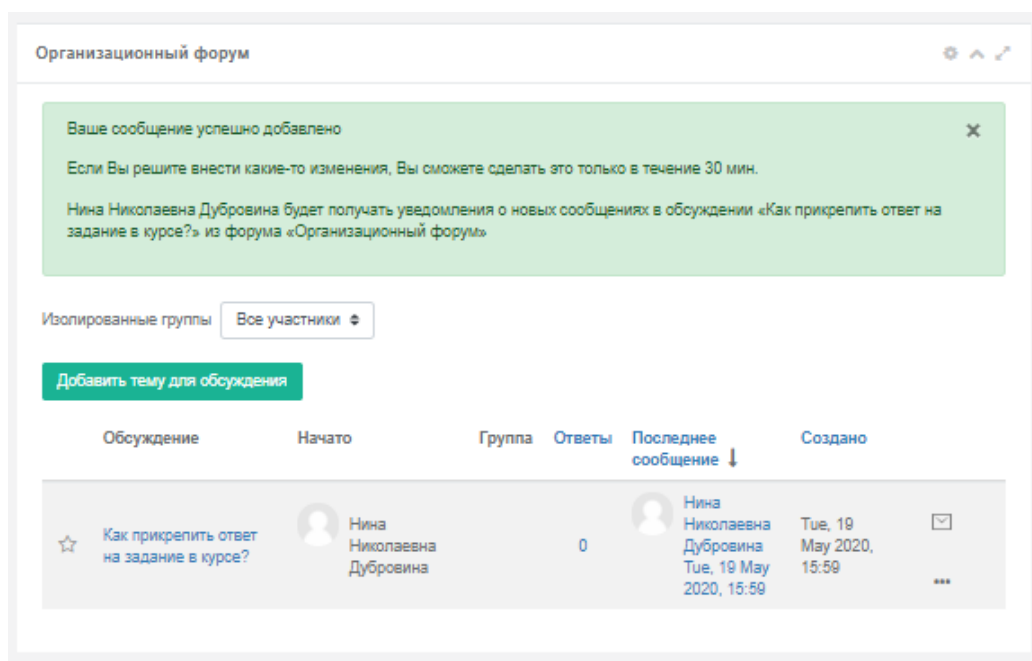 Организационный форум
Ваше сообщение успешно добавлено
Если Вы решите внести какие-то изменения, Вы сможете сделать это только в течение 30 мин.
Нина Николаевна Дубровина будет получать уведомления о новых сообщениях в обсуждении «Как прикрепить ответ на
задание в курсе?» из форума «Организационный форум»
Изолированные группы Все участники
Добавить тему для обсуждения
Обсуждение Начато Группа Ответы Последнее
сообщение Создано
Как прикрепить ответ
на задание в курсе?
Нина
Николаевна
Дубровина
0
Нина
Николаевна
Дубровина
Tue, 19 May
2020, 15:59
Tue, 19
May 2020,
15:59